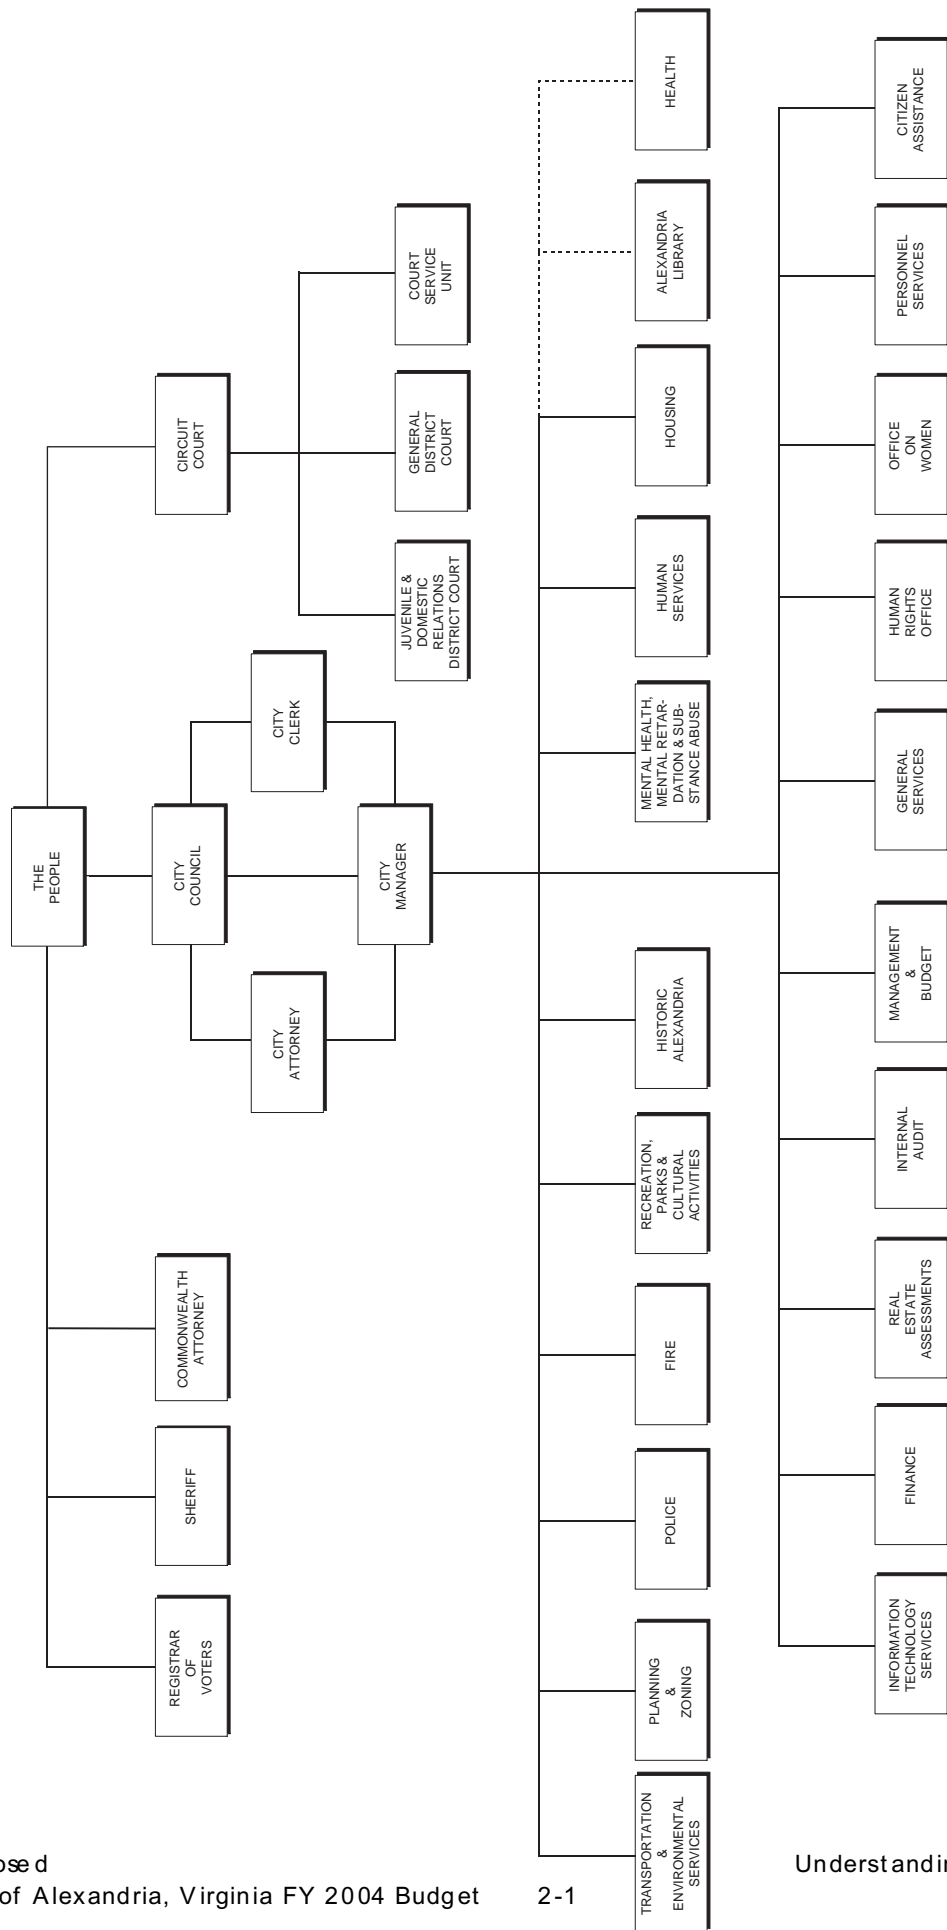 THE
PEOPLE
REGISTRAR
OF
VOTERS
SHERIFF
COMMONWEALTH
ATTORNEY
CITY
COUNCIL
CIRCUIT
COURT
CITY
ATTORNEY
CITY
CLERK
CITY
MANAGER
JUVENILE &
DOMESTIC
RELATIONS
DISTRICT COURT
GENERAL
DISTRICT
COURT
COURT
SERVICE
UNIT
TRANSPORTATION
&
ENVIRONMENTAL
SERVICES
PLANNING
&
ZONING
POLICE
FIRE
RECREATION,
PARKS &
CULTURAL
ACTIVITIES
HISTORIC
ALEXANDRIA
MENTAL HEALTH,
MENTAL RETAR-
DATION & SUB-
STANCE ABUSE
HUMAN
SERVICES
HOUSING
ALEXANDRIA
LIBRARY
HEALTH
INFORMATION
TECHNOLOGY
SERVICES
FINANCE
REAL
ESTATE
ASSESSMENTS
INTERNAL
AUDIT
MANAGEMENT
&
BUDGET
GENERAL
SERVICES
HUMAN
RIGHTS
OFFICE
OFFICE
ON
WOMEN
PERSONNEL
SERVICES
CITIZEN
ASSISTANCE
of Alexandria, Virginia FY 2004 Budget 2-1